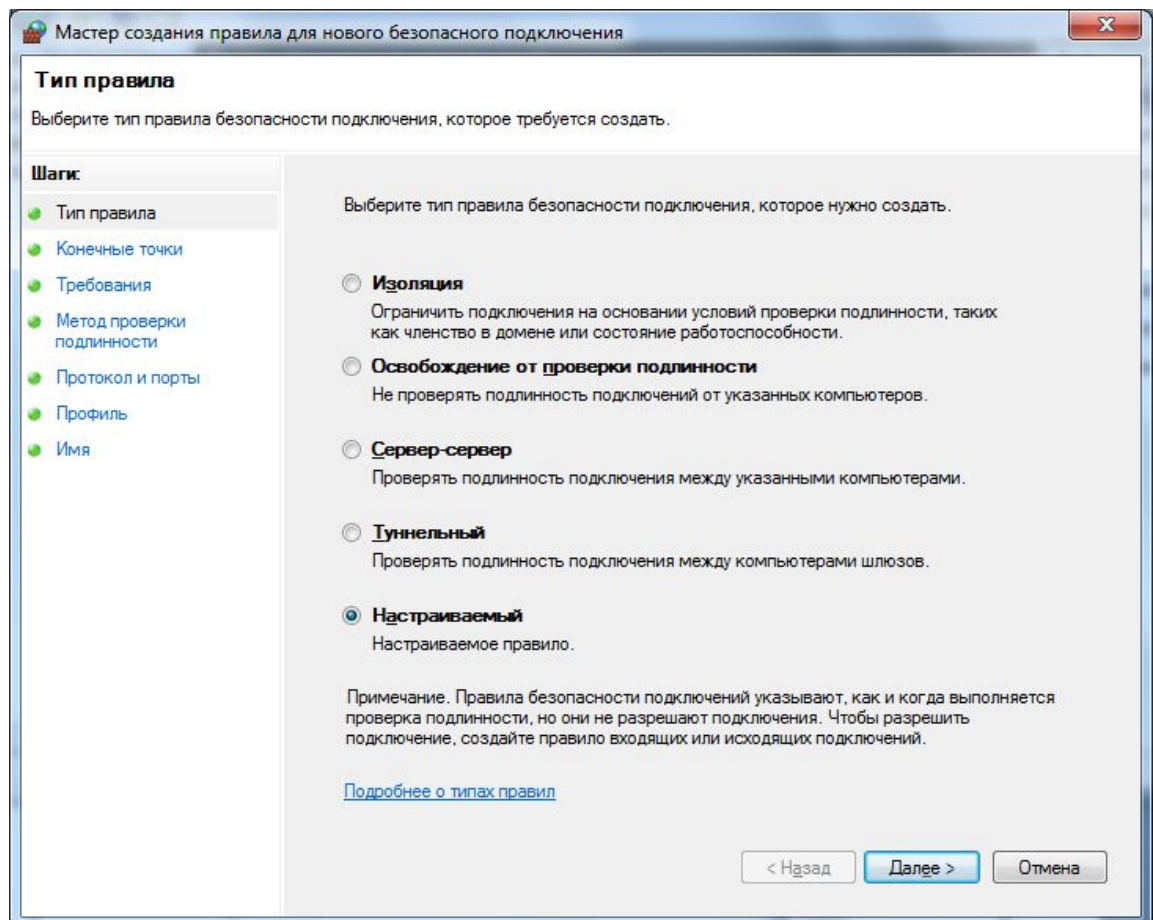 Мастер создания правила для нового безопасного подключения
Тип правила
Выберите тип правила безопасности подключения, которое требуется создать.
Шаги:
Тип правила
Конечные точки
Требования
Метод проверки
подлинности
Протокол и порты
Профиль
Имя
Выберите тип правила безопасности подключения, которое нужно создать.
Изоляция
Ограничить подключения на основании условий проверки подлинности, таких
как членство в домене или состояние работоспособности.
Освобождение от проверки подлинности
Не проверять подлинность подключений от указанных компьютеров.
Сервер-сервер
Проверять подлинность подключения между указанными компьютерами.
Туннельный
Проверять подлинность подключения между компьютерами шлюзов.
Настраиваемый
Настраиваемое правило.
Примечание. Правила безопасности подключений указывают, как и когда выполняется
проверка подлинности, но они не разрешают подключения. Чтобы разрешить
подключение, создайте правило входящих или исходящих подключений.
Подробнее о типах правил
< Назад
Далее >
Отмена